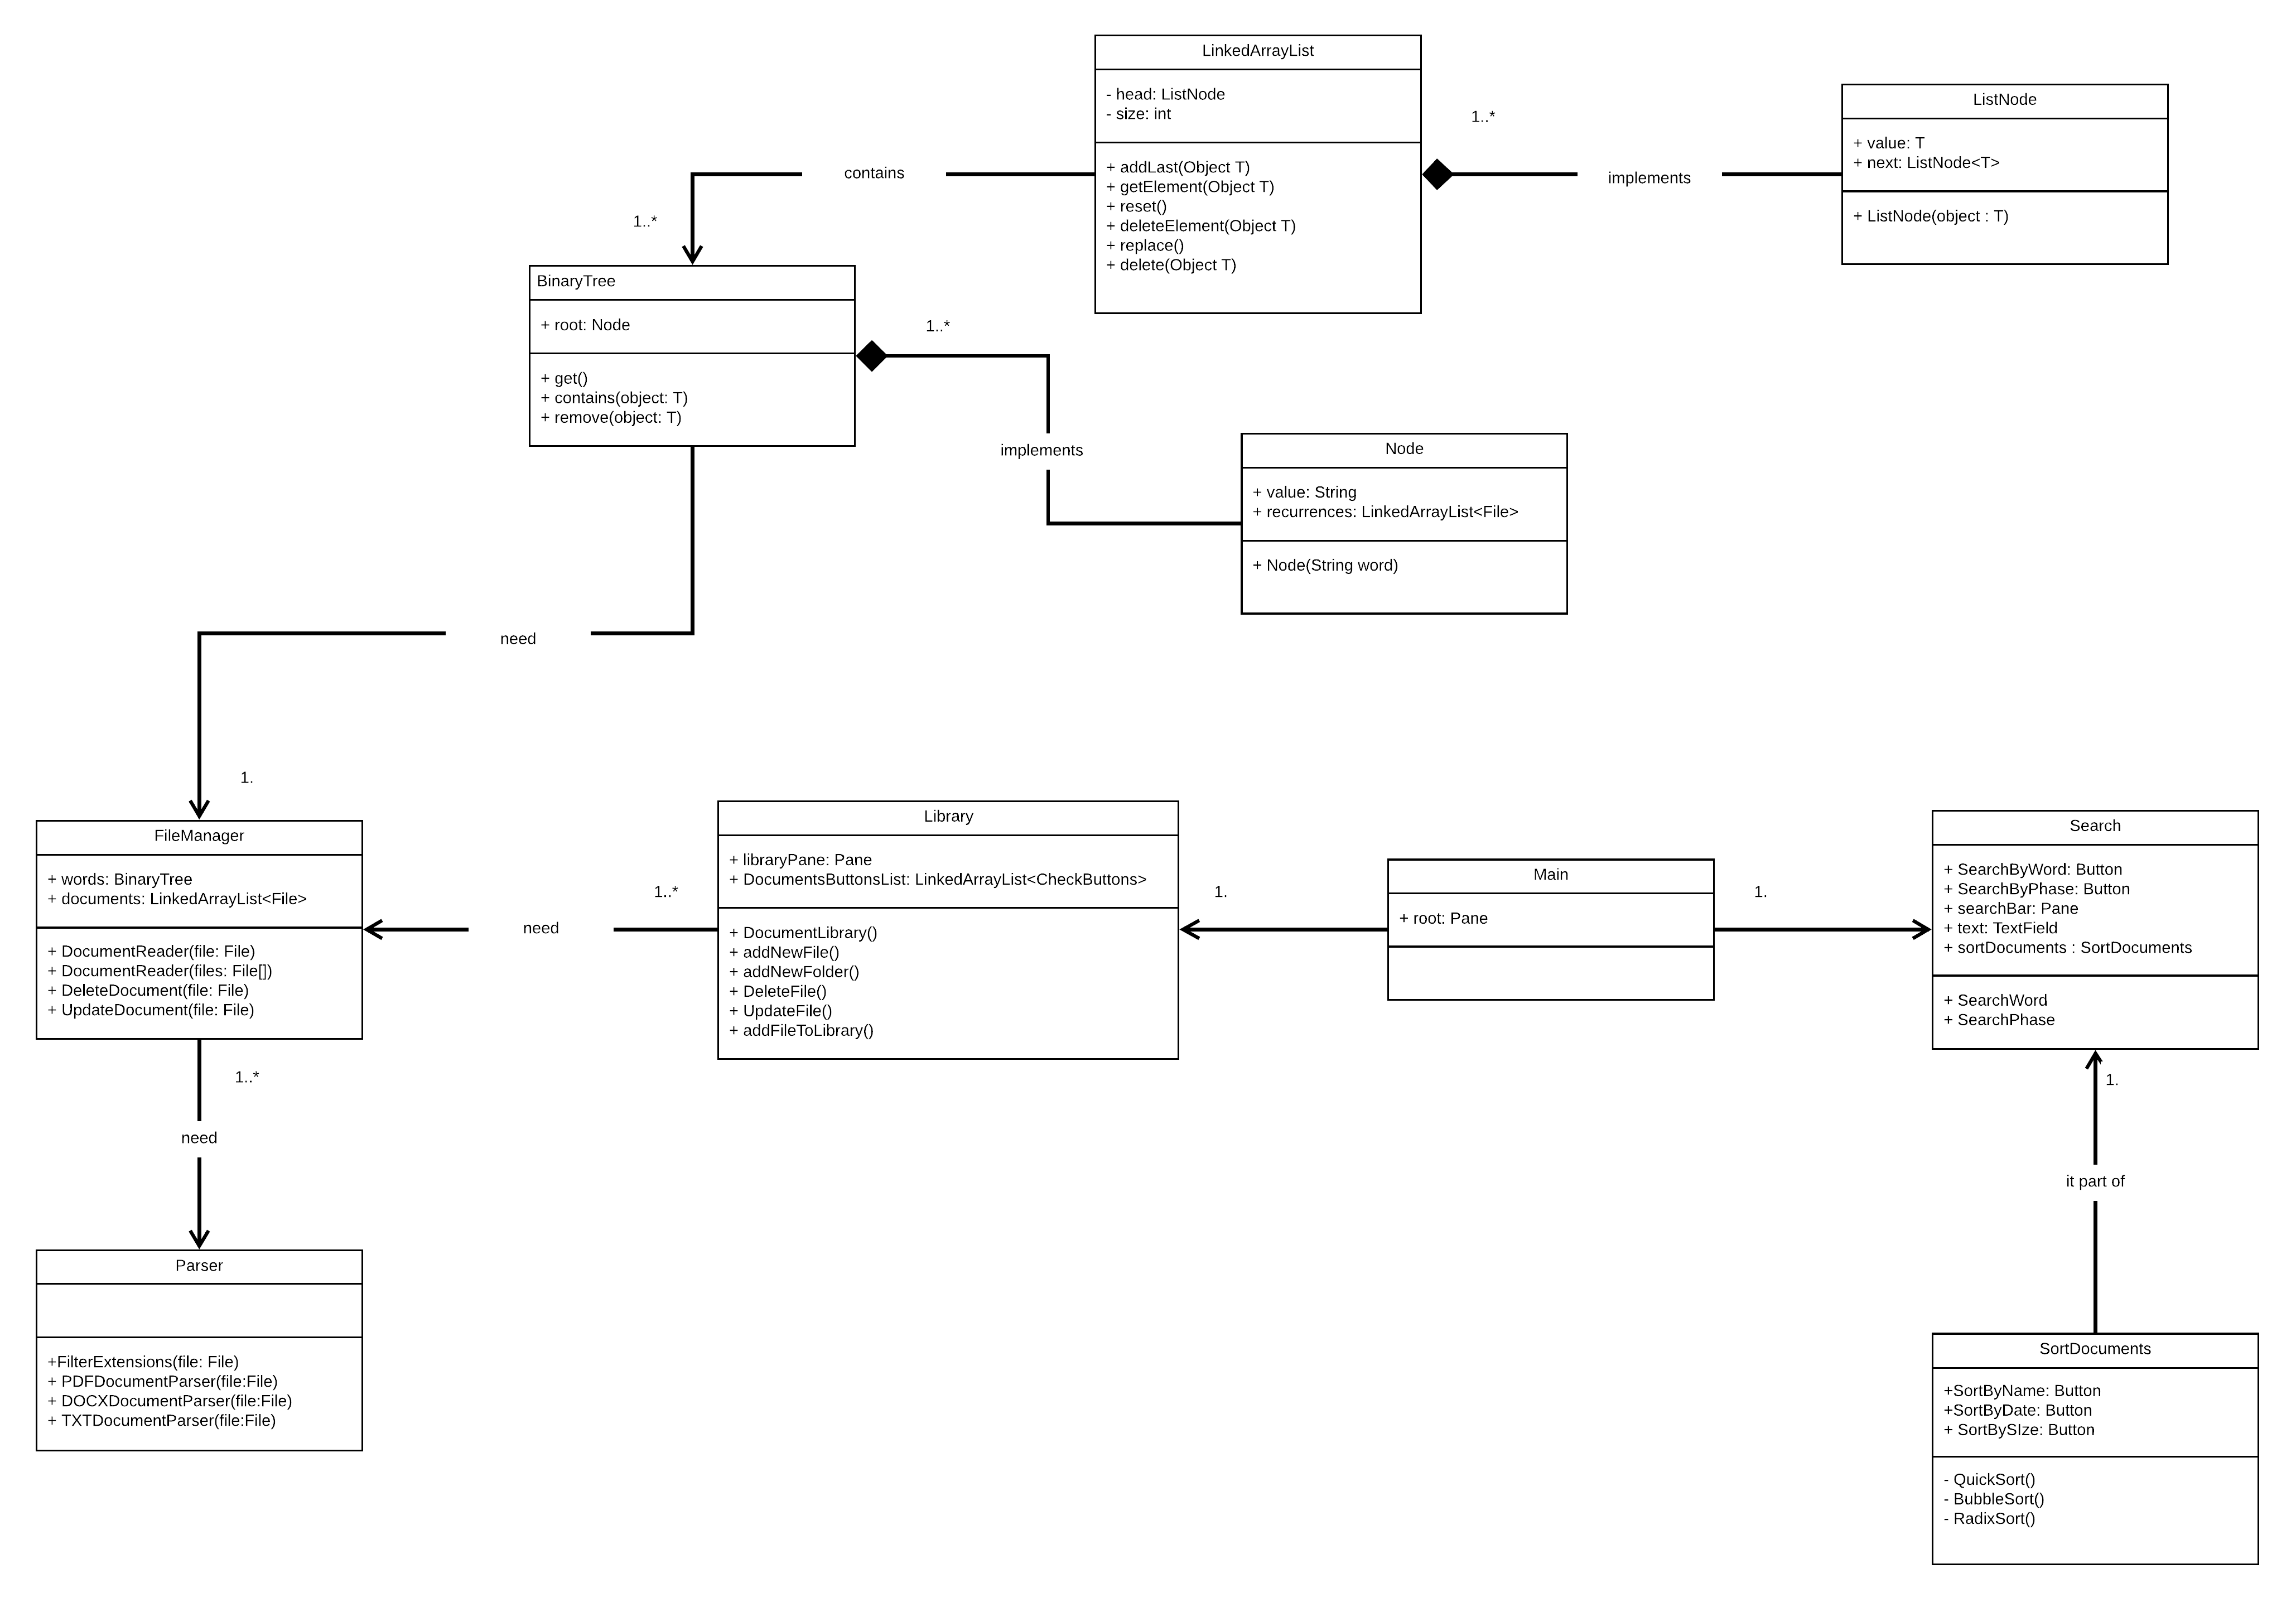 LinkedArrayList
- head: ListNode
- size: int
+ addLast(Object T)
+ getElement(Object T)
+ reset()
+ deleteElement(Object T)
+ replace()
+ delete(Object T)
1..*
implements
ListNode
+ value: T
+ next: ListNode<T>
+ ListNode(object : T)
contains
1..*
BinaryTree
+ root: Node
+ get()
+ contains(object: T)
+ remove(object: T)
1..*
implements
Node
+ value: String
+ recurrences: LinkedArrayList<File>
+ Node(String word)
need
1.
FileManager
+ words: BinaryTree
+ documents: LinkedArrayList<File>
+ DocumentReader(file: File)
+ DocumentReader(files: File[])
+ DeleteDocument(file: File)
+ UpdateDocument(file: File)
need
1..*
Library
+ libraryPane: Pane
+ DocumentsButtonsList: LinkedArrayList<CheckButtons>
+ DocumentLibrary()
+ addNewFile()
+ addNewFolder()
+ DeleteFile()
+ UpdateFile()
+ addFileToLibrary()
1.
Main
+ root: Pane
1.
Search
+ SearchByWord: Button
+ SearchByPhase: Button
+ searchBar: Pane
+ text: TextField
+ sortDocuments : SortDocuments
+ SearchWord
+ SearchPhase
1..*
need
Parser
+FilterExtensions(file: File)
+ PDFDocumentParser(file:File)
+ DOCXDocumentParser(file:File)
+ TXTDocumentParser(file:File)
1.
it part of
SortDocuments
+SortByName: Button
+SortByDate: Button
+ SortBySIze: Button
- QuickSort()
- BubbleSort()
- RadixSort()